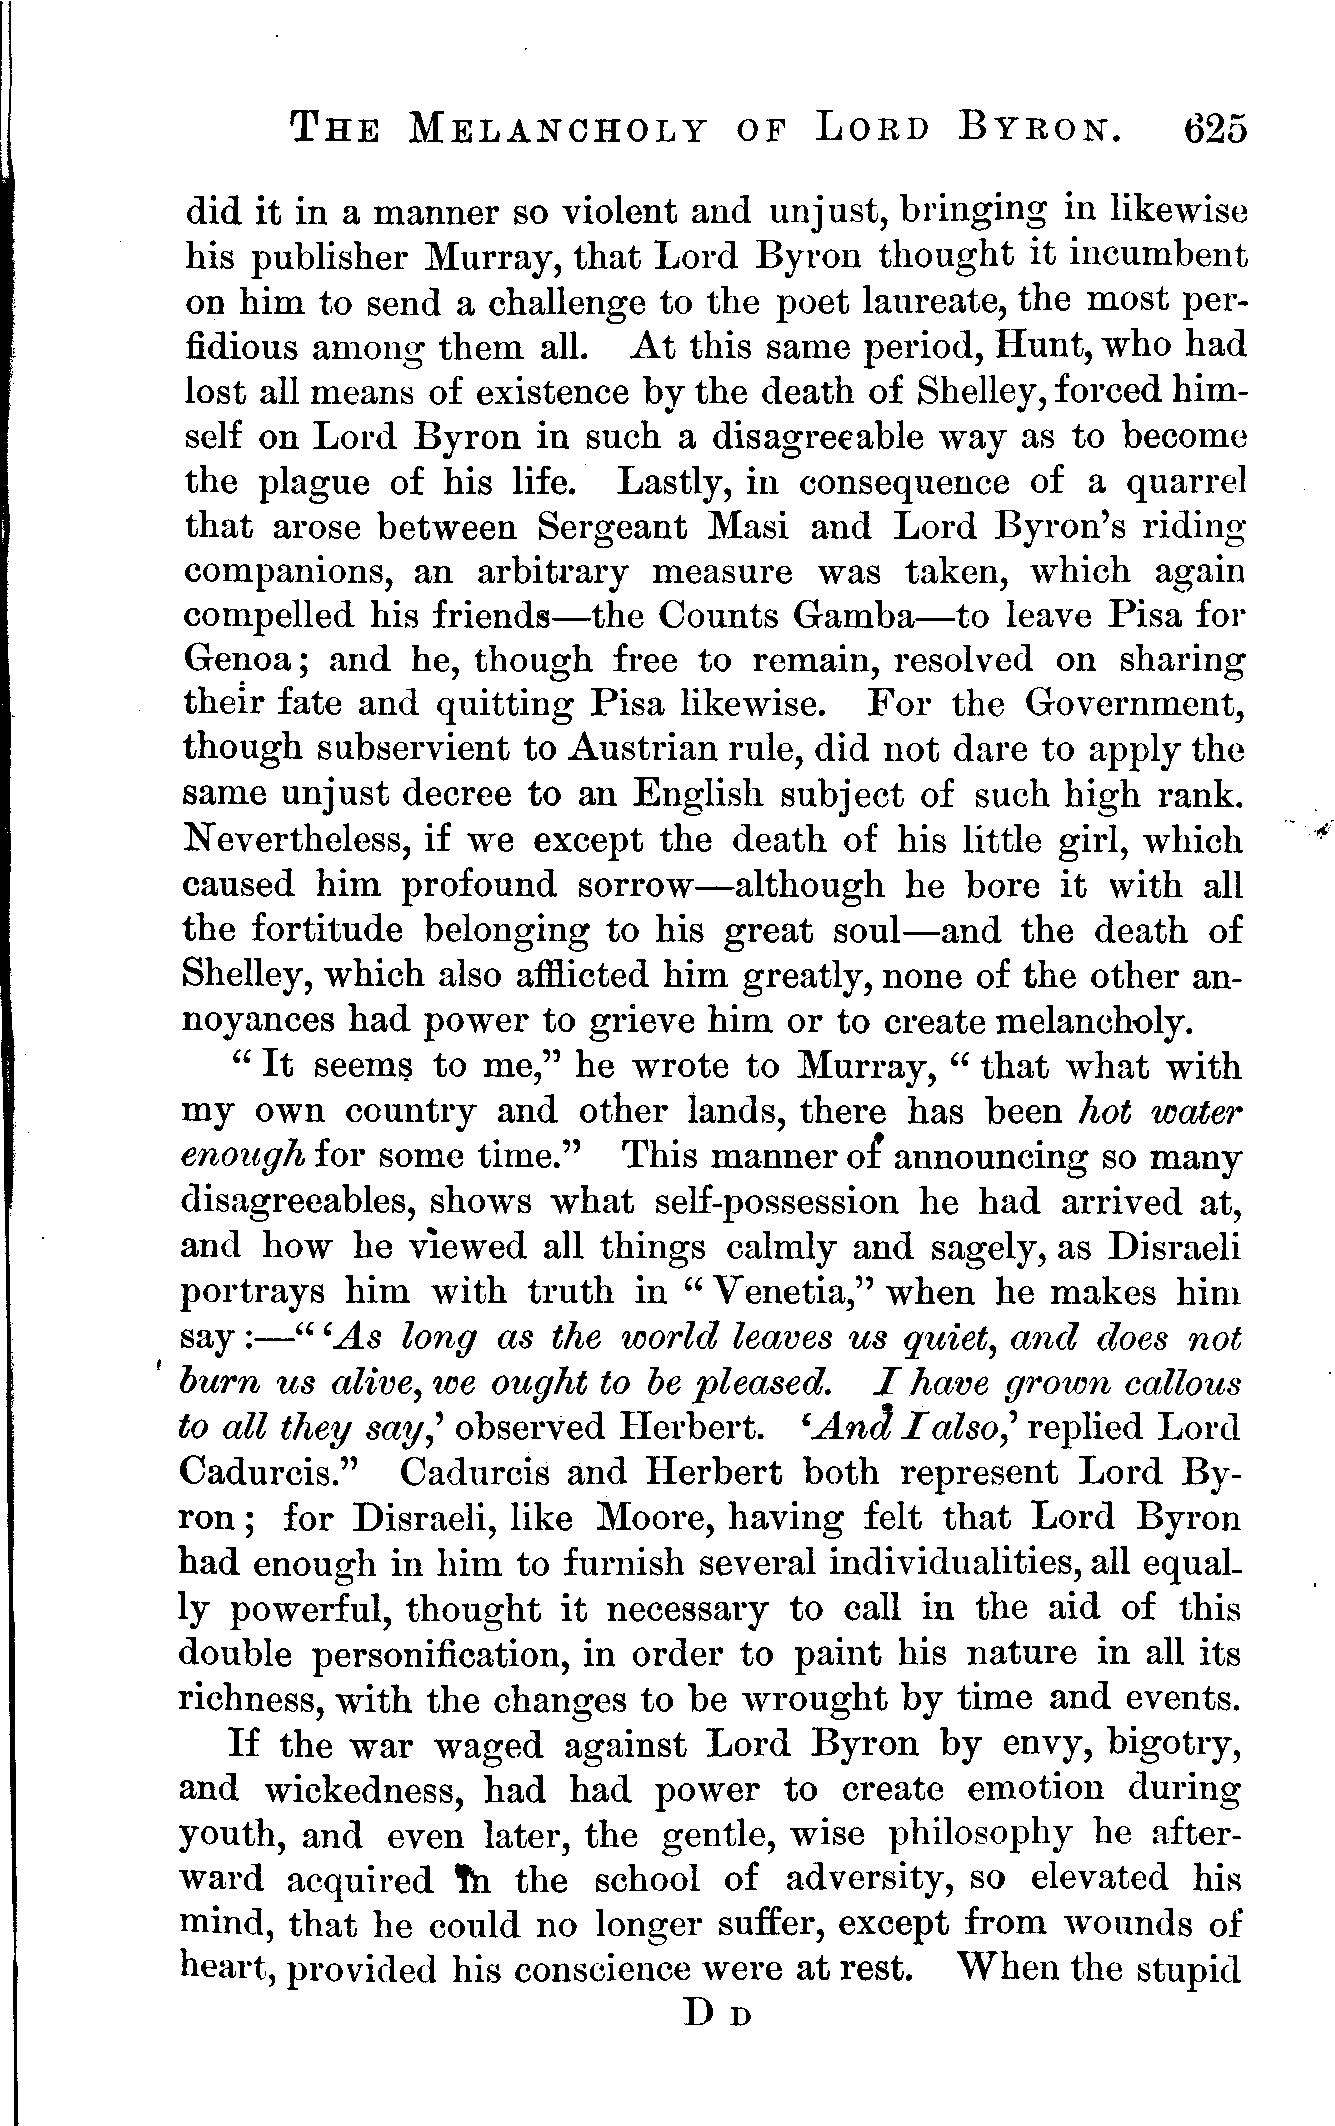 THE MELANCHOLY OF LORD BYRON. 625
did it in a manner so violent and unjust, bringing in likewise
his publisher Murray, that Lord Byron thought it incumbent
on him to send a challenge to the poet laureate, the most per-
fidious among them all. At this same period, Hunt, who had
lost all means of existence by the death of Shelley, forced him-
self on Lord Byron in such a disagreeable way as to become
the plague of his life. Lastly, in consequence of a quarrel
that arose between Sergeant Masi and Lord Byron's riding
companions, an arbitrary measure was taken, which again
compelled his friends—the Counts Gamba—to leave Pisa for
Genoa; and he, though free to remain, resolved on sharing
their fate and quitting Pisa likewise. For the Government,
though subservient to Austrian rule, did not dare to apply the
same unjust decree to an English subject of such high rank.
Nevertheless, if we except the death of his little girl, which
caused him profound sorrow—although he bore it with all
the fortitude belonging to his great soul—and the death of
Shelley, which also afflicted him greatly, none of the other an-
noyances had power to grieve him or to create melancholy.
"It seems to me," he wrote to Murray, "that what with
my own country and other lands, there has been hot water
enough for some time." This manner of announcing so many
disagreeables, shows what self-possession he had arrived at,
and how he viewed all things calmly and sagely, as Disraeli
portrays him with truth in "Venetia," when he makes him
say:—"'As long as the world leaves us quiet, and does not
burn us alive, we ought to be pleased. I have grown callous
to all they say,' observed Herbert. 'And I also,' replied Lord
Cadurcis." Cadurcis and Herbert both represent Lord By-
ron; for Disraeli, like Moore, having felt that Lord Byron
had enough in him to furnish several individualities, all equal-
ly powerful, thought it necessary to call in the aid of this
double personification, in order to paint his nature in all its
richness, with the changes to be wrought by time and events.
If the war waged against Lord Byron by envy, bigotry,
and wickedness, had had power to create emotion during
youth, and even later, the gentle, wise philosophy he after-
ward acquired in the school of adversity, so elevated his
mind, that he could no longer suffer, except from wounds of
heart, provided his conscience were at rest. When the stupid
D D